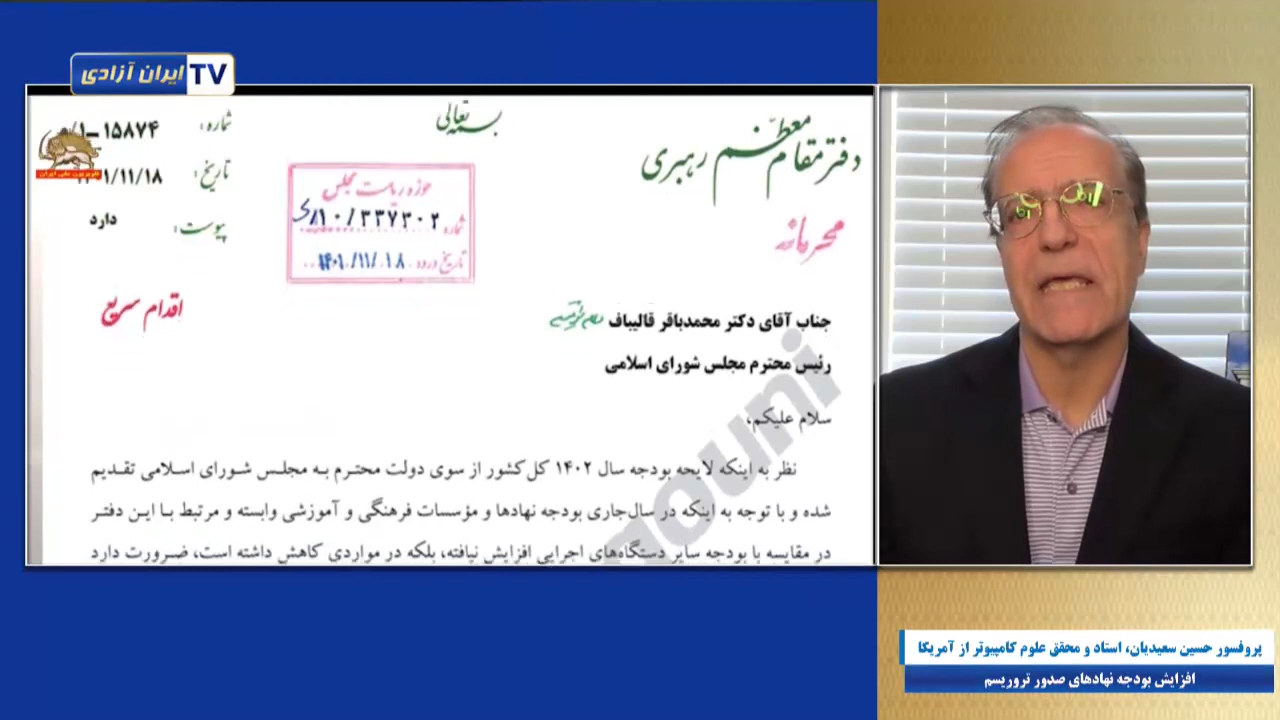 ایران آزادی TV
بسمه تعالی
دفتر مقام معظم رهبری
محرمانه
شماره: ۱۵۸۷۴-۱/
تاریخ: ۱۴۰۱/۱۱/۱۸
پیوست: دارد
حوزه ریاست مجلس
شماره ۳۳۷۳۰۲/
تاریخ ورود ۱۴۰۱/۱۱/۱۸
اقدام سریع
جناب آقای دکتر محمدباقر قالیباف
رئیس محترم مجلس شورای اسلامی
سلام علیکم،
نظر به اینکه لایحه بودجه سال ۱۴۰۲ کل کشور از سوی دولت محترم به مجلس شورای اسلامی تقدیم
شده و با توجه به اینکه در سال جاری بودجه نهادها و مؤسسات فرهنگی و آموزشی وابسته و مرتبط با این دفتر
در مقایسه با بودجه سایر دستگاه‌های اجرایی افزایش نیافته، بلکه در مواردی کاهش داشته است، ضرورت دارد
پروفسور حسین سعیدیان، استاد و محقق علوم کامپیوتر از آمریکا
افزایش بودجه نهادهای صدور تروریسم